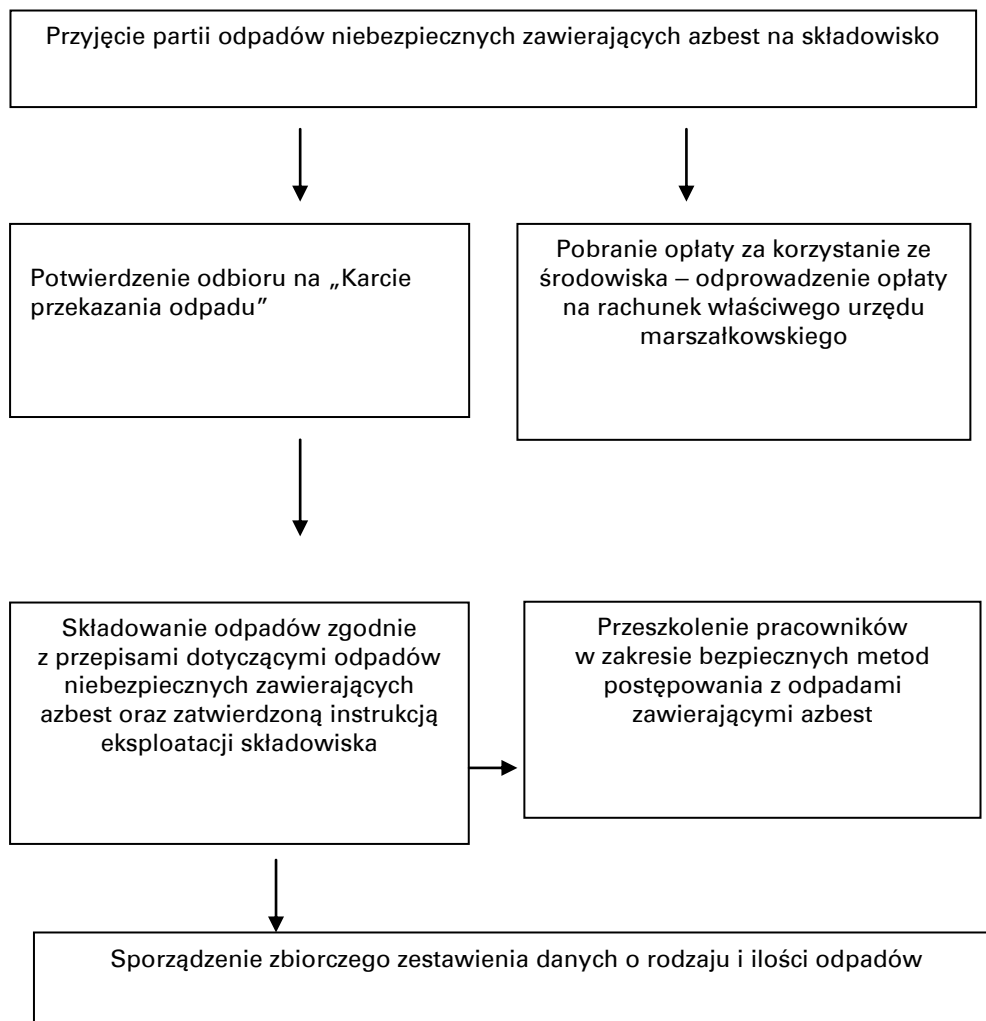 Przyjęcie partii odpadów niebezpiecznych zawierających azbest na składowisko
Potwierdzenie odbioru na „Karcie
przekazania odpadu”
Pobranie opłaty za korzystanie ze
środowiska – odprowadzenie opłaty
na rachunek właściwego urzędu
marszałkowskiego
Składowanie odpadów zgodnie
z przepisami dotyczącymi odpadów
niebezpiecznych zawierających
azbest oraz zatwierdzoną instrukcją
eksploatacji składowiska
Przeszkolenie pracowników
w zakresie bezpiecznych metod
postępowania z odpadami
zawierającymi azbest
Sporządzenie zbiorczego zestawienia danych o rodzaju i ilości odpadów